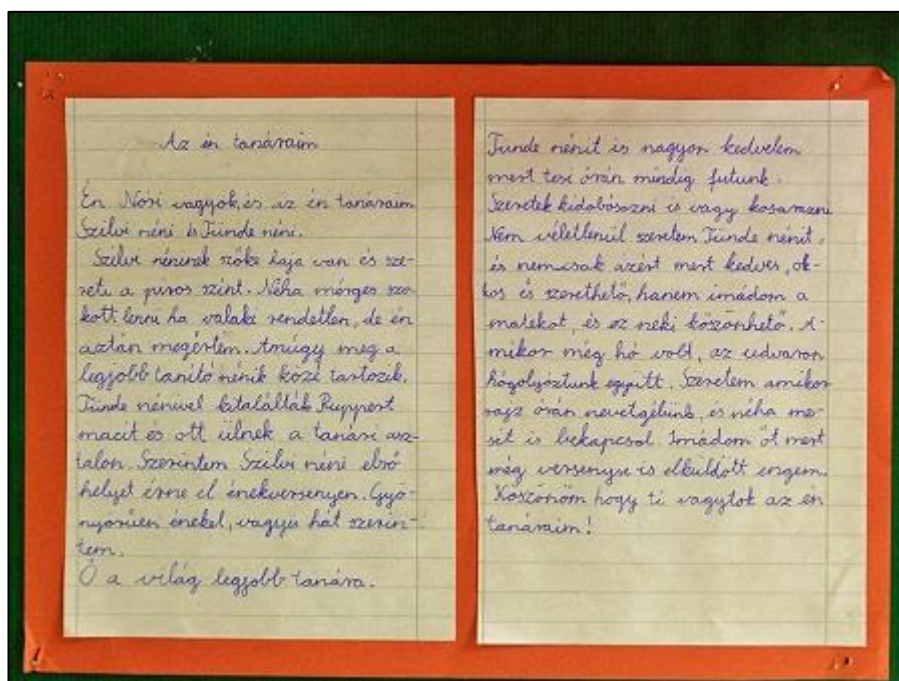 Az én tanáraim
Én Nóri vagyok, és az én tanáraim
Szilvi néni és Tünde néni.
Szilvi néninek szőke haja van és sze-
reti a piros színt. Néha mérges szo-
kott lenni ha valaki rendetlen, de én
aztán megértem. Amúgy meg a
legjobb tanító nénik közé tartozik.
Tünde nénivel kitalálták Ruppert
macit és ott ülnek a tanári asz-
talon. Szerintem Szilvi néni első
helyet érne el énekversenyen. Gyö-
nyörűen énekel, vagyis hát szerin-
tem.
Ő a világ legjobb tanára.
Tünde nénit is nagyon kedvelem
mert tesi órán mindig futunk.
Szeretek kidobósozni is vagy kosarazni.
Nem véletlenül szeretem Tünde nénit,
és nemcsak azért mert kedves, ok-
kos és szerethető, hanem imádom a
matekot, és ez neki köszönhető. A-
mikor még hó volt, az udvaron
hógolyóztunk együtt. Szeretem amikor
rajz órán nevetgélünk, és néha me-
sét is bekapcsol. Imádom őt mert
még versenyre is elküldött engem.
Köszönöm hogy ti vagytok az én
tanáraim!